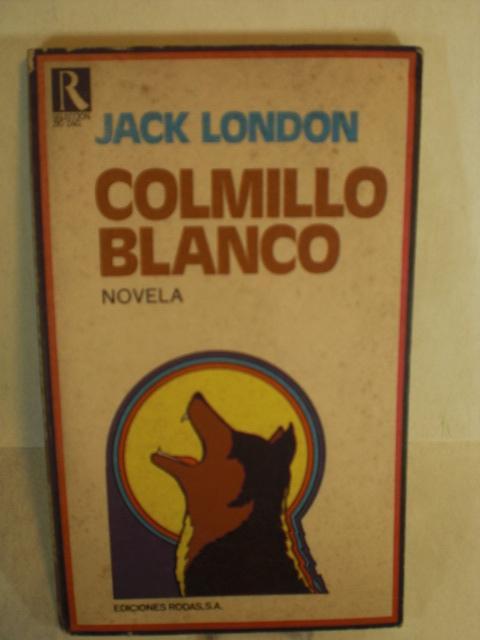 R
JACK LONDON
COLMILLO
BLANCO
NOVELA
EDICIONES RODAS, S.A.